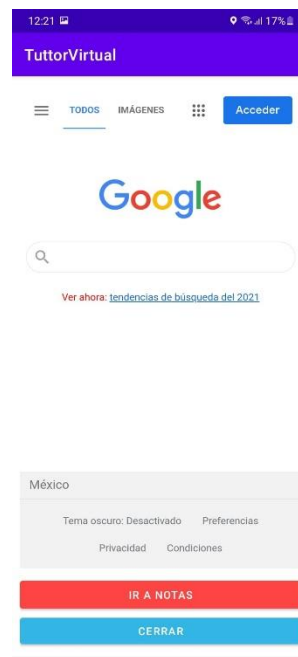 12:21 17%
TuttorVirtual
TODOS IMÁGENES Acceder
Google
Ver ahora: tendencias de búsqueda del 2021
México
Tema oscuro: Desactivado Preferencias
Privacidad Condiciones
IR A NOTAS
CERRAR